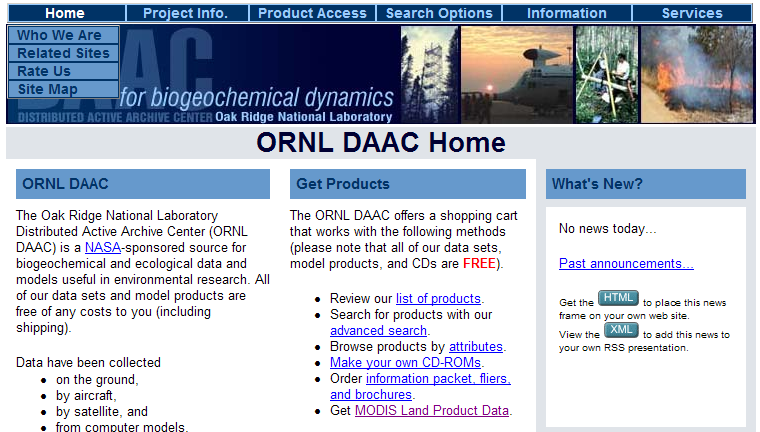 Home Project Info. Product Access Search Options Information Services
Who We Are
Related Sites
Rate Us
Site Map
DAAC
for biogeochemical dynamics
DISTRIBUTED ACTIVE ARCHIVE CENTER Oak Ridge National Laboratory
ORNL DAAC Home
ORNL DAAC
The Oak Ridge National Laboratory
Distributed Active Archive Center (ORNL
DAAC) is a NASA-sponsored source for
biogeochemical and ecological data and
models useful in environmental research. All
of our data sets and model products are
free of any costs to you (including
shipping).
Data have been collected
• on the ground,
• by aircraft,
• by satellite, and
• from computer models.
Get Products
The ORNL DAAC offers a shopping cart
that works with the following methods
(please note that all of our data sets,
model products, and CDs are FREE).
• Review our list of products.
• Search for products with our
advanced search.
• Browse products by attributes.
• Make your own CD-ROMs.
• Order information packet, fliers,
and brochures.
• Get MODIS Land Product Data.
What's New?
No news today...
Past announcements...
Get the HTML to place this news
frame on your own web site.
View the XML to add this news to
your own RSS presentation.